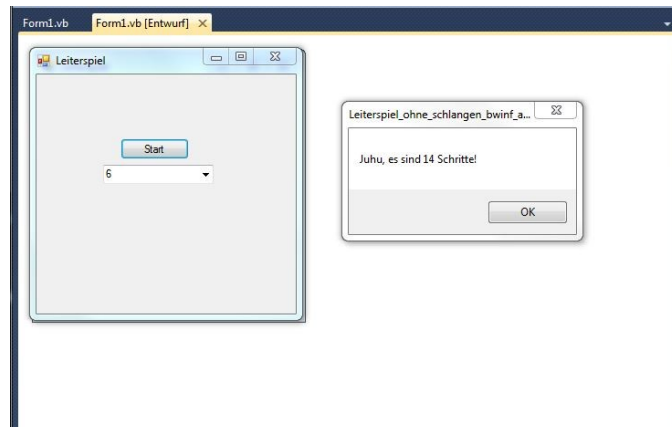 Form1.vb Form1.vb [Entwurf]
Leiterspiel
Start
6
Leiterspiel_ohne_schlangen_bwinf_a...
Juhu, es sind 14 Schritte!
OK